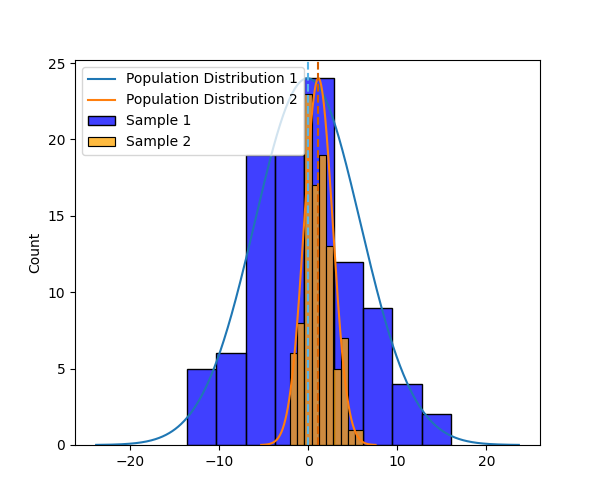 Population Distribution 1
Population Distribution 2
Sample 1
Sample 2
Count
25
20
15
10
5
0
−20
−10
0
10
20